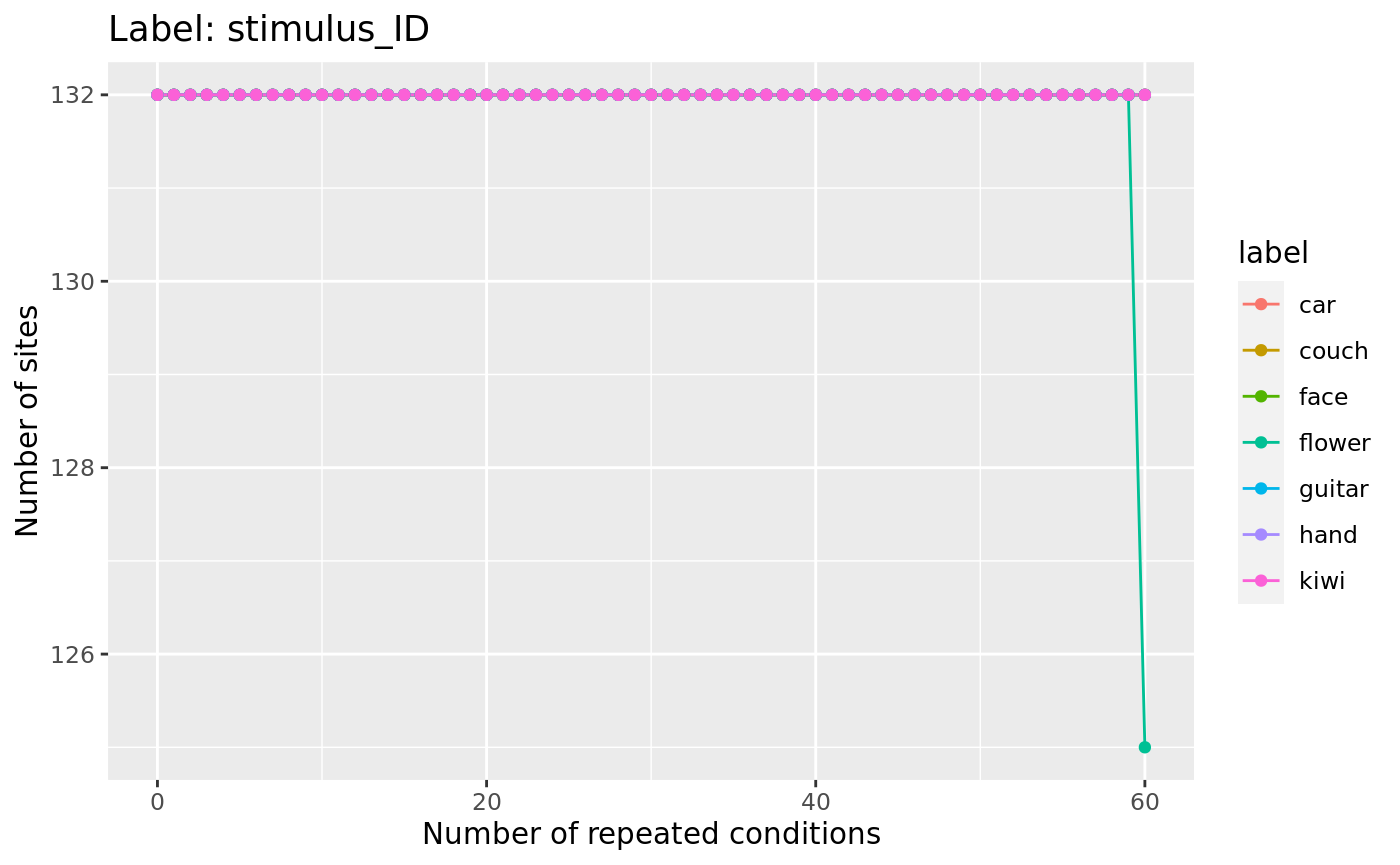 Label: stimulus_ID
132
130
128
126
Number of sites
0 20 40 60
Number of repeated conditions
label
car
couch
face
flower
guitar
hand
kiwi